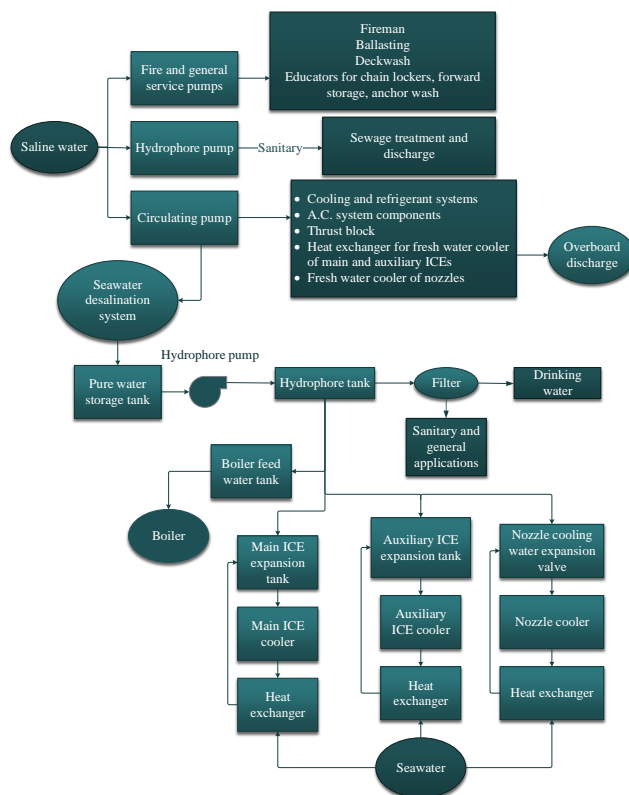 Fireman
Ballasting
Deckwash
Educators for chain lockers, forward
storage, anchor wash
Fire and general
service pumps
Saline water
Hydrophore pump
Sanitary
Sewage treatment and
discharge
Circulating pump
• Cooling and refrigerant systems
• A.C. system components
• Thrust block
• Heat exchanger for fresh water cooler
of main and auxiliary ICEs
• Fresh water cooler of nozzles
Overboard
discharge
Seawater
desalination
system
Hydrophore pump
Pure water
storage tank
Hydrophore tank
Filter
Drinking
water
Sanitary and
general
applications
Boiler feed
water tank
Boiler
Main ICE
expansion
tank
Auxiliary ICE
expansion tank
Nozzle cooling
water expansion
valve
Main ICE
cooler
Auxiliary
ICE cooler
Nozzle cooler
Heat
exchanger
Heat
exchanger
Heat exchanger
Seawater